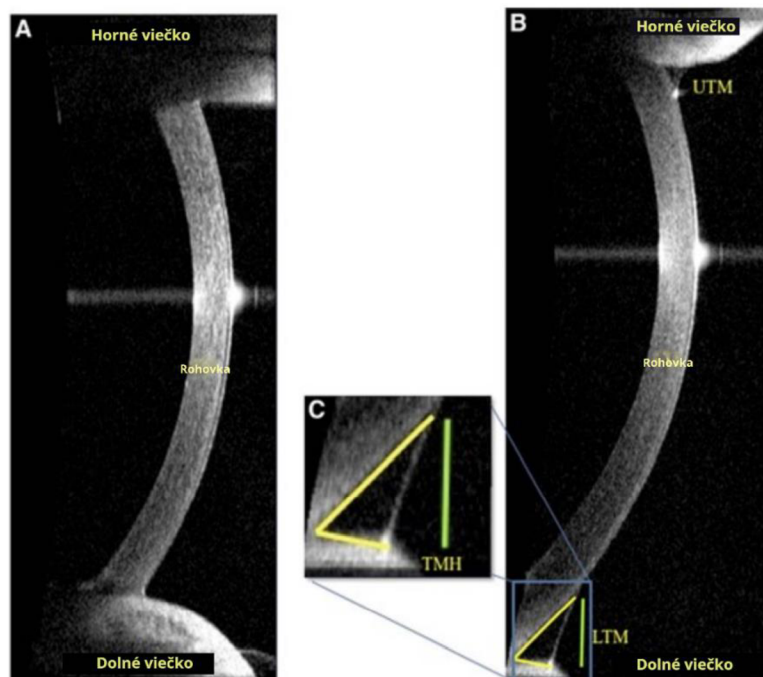 A
Horné viečko
Rohovka
Dolné viečko
B
Horné viečko
UTM
Rohovka
C
TMH
LTM
Dolné viečko